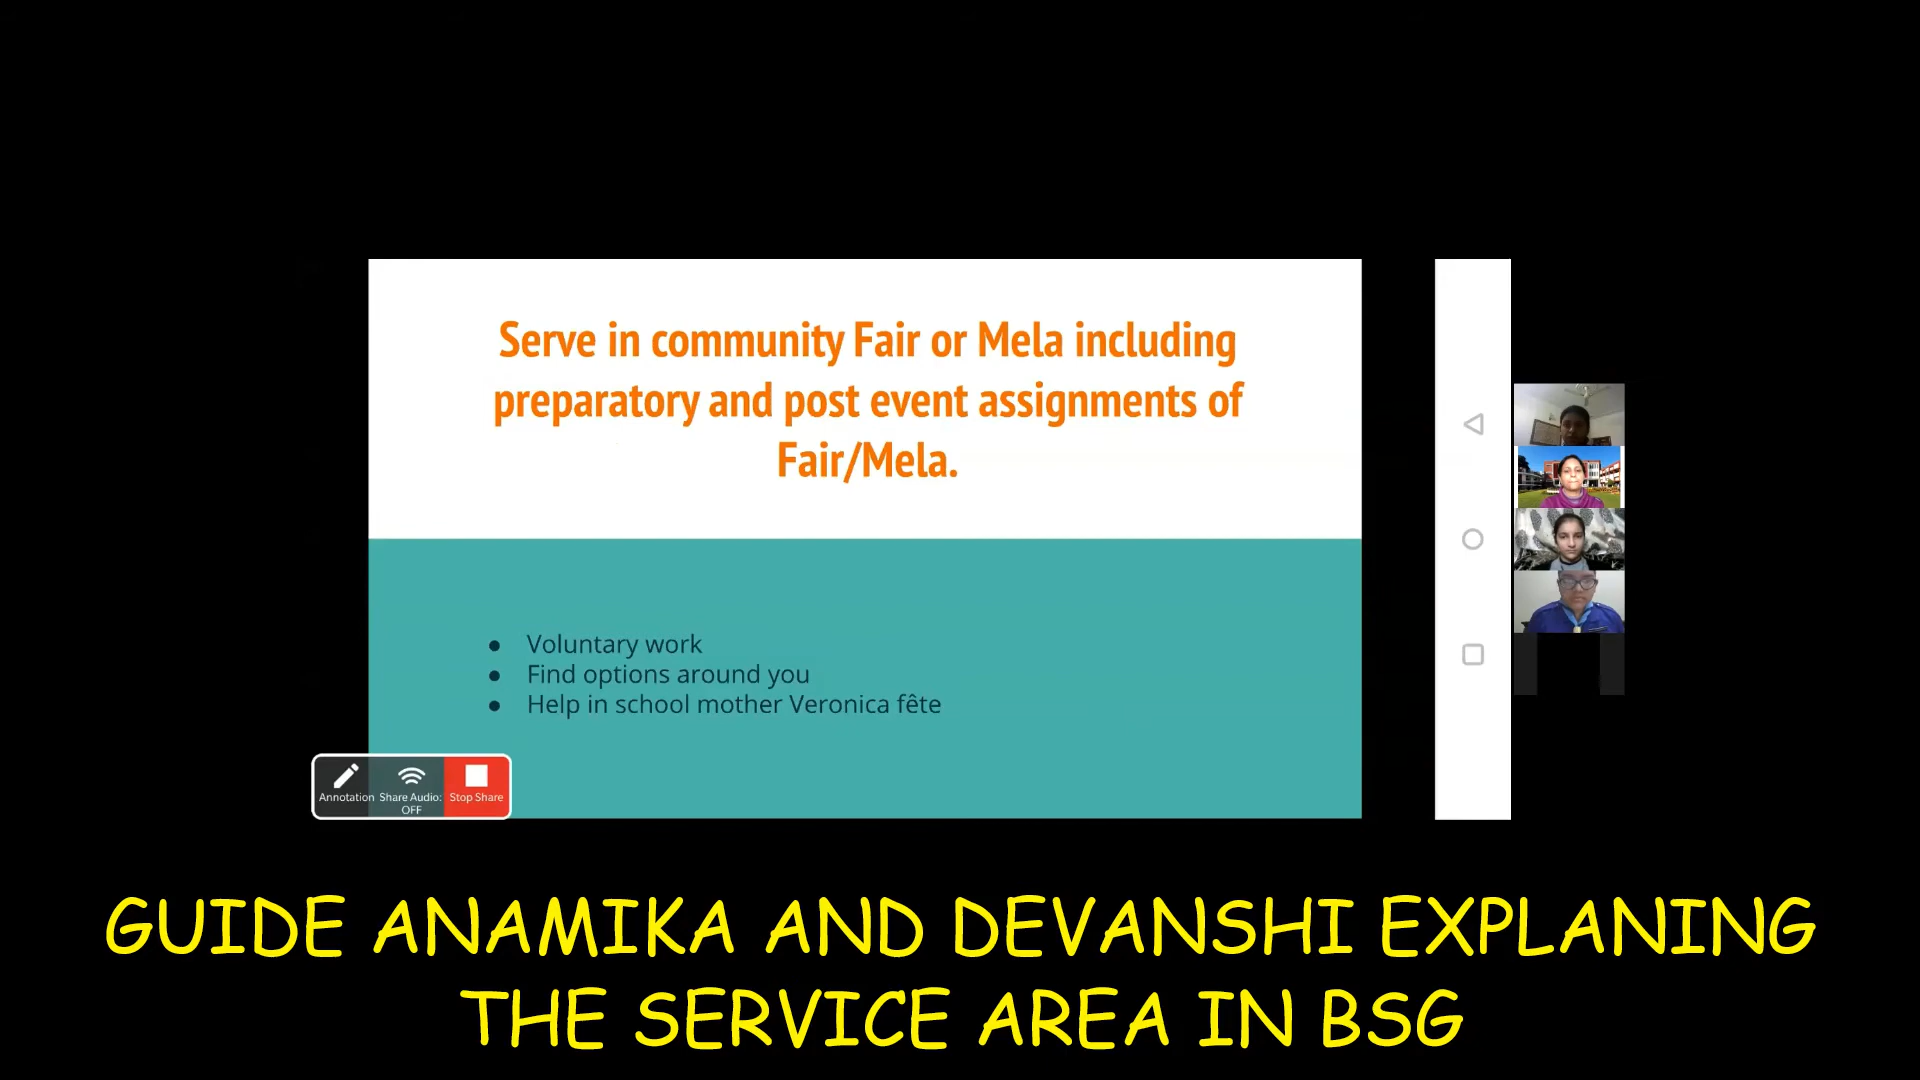 Serve in community Fair or Mela including
preparatory and post event assignments of
Fair/Mela.
● Voluntary work
● Find options around you
● Help in school mother Veronica fête
Annotation Share Audio: Stop Share
OFF
GUIDE ANAMIKA AND DEVANSHI EXPLANING
THE SERVICE AREA IN BSG